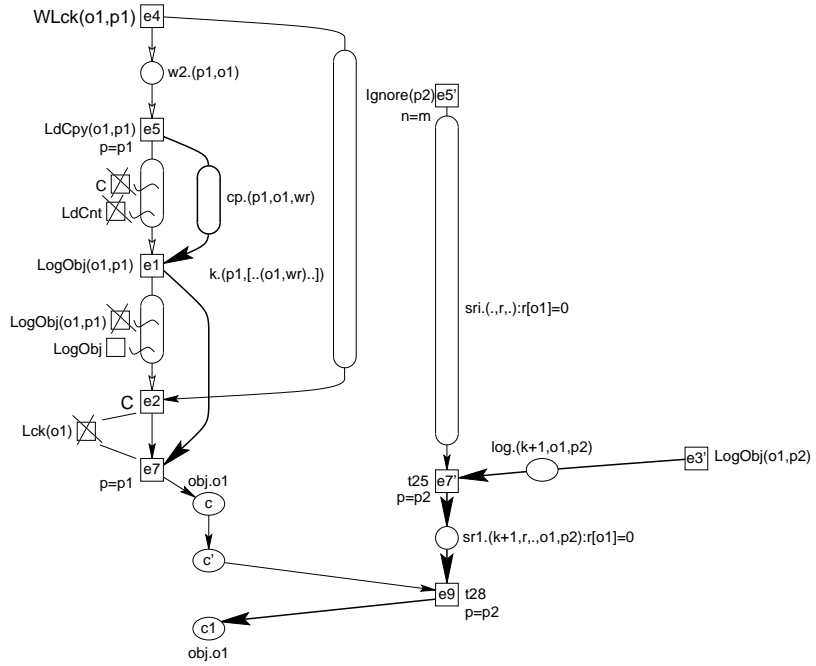 WLck(o1,p1) e4
w2.(p1,o1)
Ignore(p2) e5'
n=m
LdCpy(o1,p1) e5
p=p1
C
LdCnt
cp.(p1,o1,wr)
LogObj(o1,p1) e1
k.(p1,[..(o1,wr)..])
sri.(.,r,.):r[o1]=0
LogObj(o1,p1)
LogObj
C e2
Lck(o1)
log.(k+1,o1,p2)
e3' LogObj(o1,p2)
e7
p=p1
obj.o1
t25 e7'
p=p2
c
sr1.(k+1,r,.,o1,p2):r[o1]=0
c'
e9 t28
p=p2
c1
obj.o1